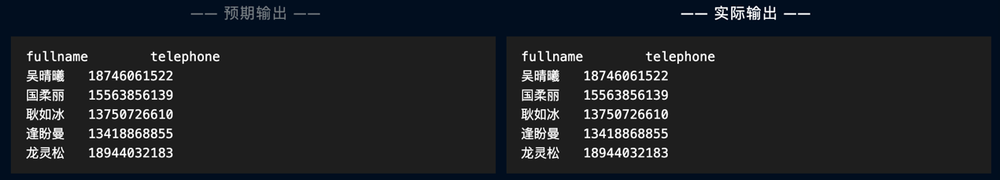 —— 预期输出 ——
fullname telephone
吴晴曦 18746061522
国柔丽 15563856139
耿如冰 13750726610
逢盼曼 13418868855
龙灵松 18944032183
—— 实际输出 ——
fullname telephone
吴晴曦 18746061522
国柔丽 15563856139
耿如冰 13750726610
逢盼曼 13418868855
龙灵松 18944032183